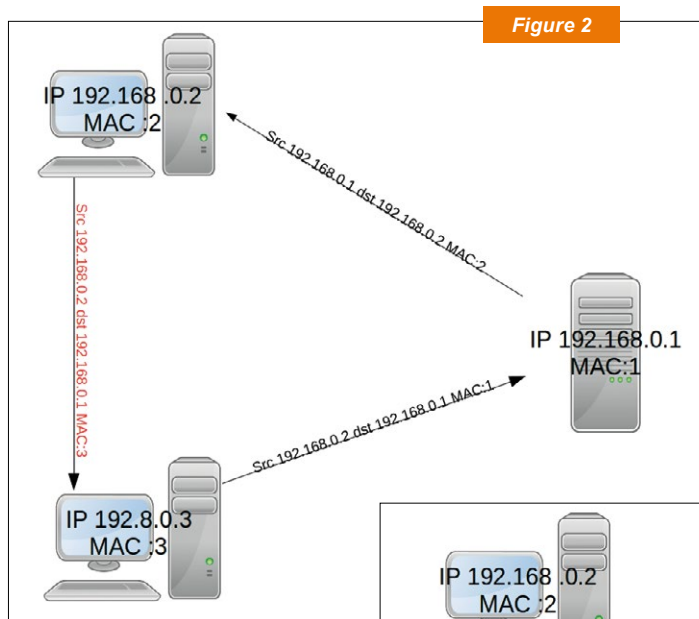 Figure 2
IP 192.168 .0.2
MAC :2
Src 192.168.0.1 dst 192.168.0.2 MAC:2
Src 192.168.0.2 dst 192.168.0.1 MAC:3
IP 192.168.0.1
MAC:1
Src 192.168.0.2 dst 192.168.0.1 MAC:1
IP 192.8.0.3
MAC :3
IP 192.168 .0.2
MAC :2